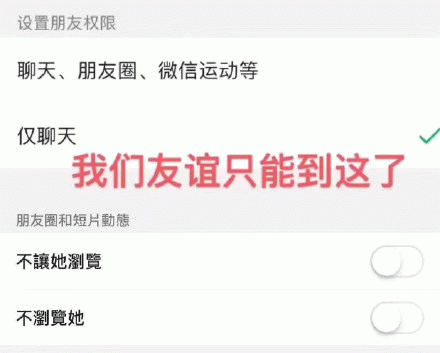 设置朋友权限
聊天、朋友圈、微信运动等
仅聊天
我们友谊只能到这了
朋友圈和短片動態
不讓她瀏覽
不瀏覽她